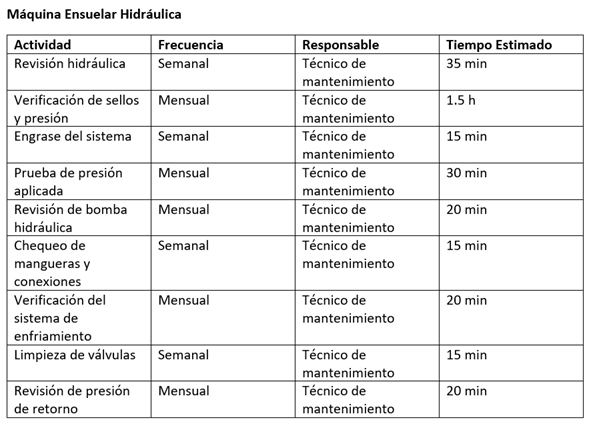 Máquina Ensuelar Hidráulica
Actividad Frecuencia Responsable Tiempo Estimado
Revisión hidráulica Semanal Técnico de 35 min
mantenimiento
Verificación de sellos Mensual Técnico de 1.5 h
y presión mantenimiento
Engrase del sistema Semanal Técnico de 15 min
mantenimiento
Prueba de presión Mensual Técnico de 30 min
aplicada mantenimiento
Revisión de bomba Mensual Técnico de 20 min
hidráulica mantenimiento
Chequeo de Semanal Técnico de 15 min
mangueras y mantenimiento
conexiones
Verificación del Mensual Técnico de 20 min
sistema de mantenimiento
enfriamiento
Limpieza de válvulas Semanal Técnico de 15 min
mantenimiento
Revisión de presión Mensual Técnico de 20 min
de retorno mantenimiento